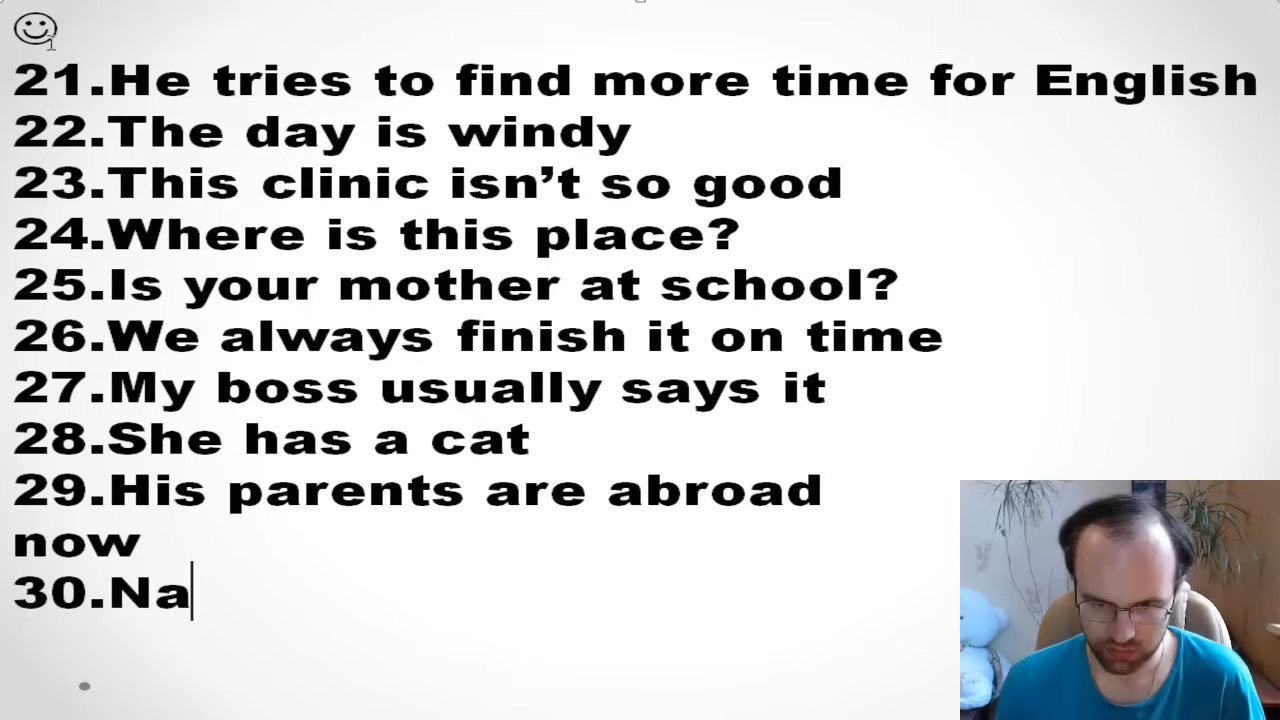 21.He tries to find more time for English
22.The day is windy
23.This clinic isn’t so good
24.Where is this place?
25.Is your mother at school?
26.We always finish it on time
27.My boss usually says it
28.She has a cat
29.His parents are abroad
now
30.Na